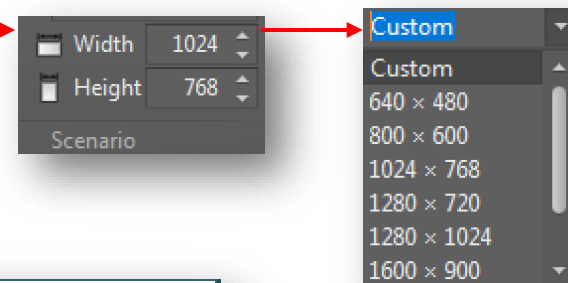 Width 1024
Height 768
Scenario
Custom
Custom
640 × 480
800 × 600
1024 × 768
1280 × 720
1280 × 1024
1600 × 900